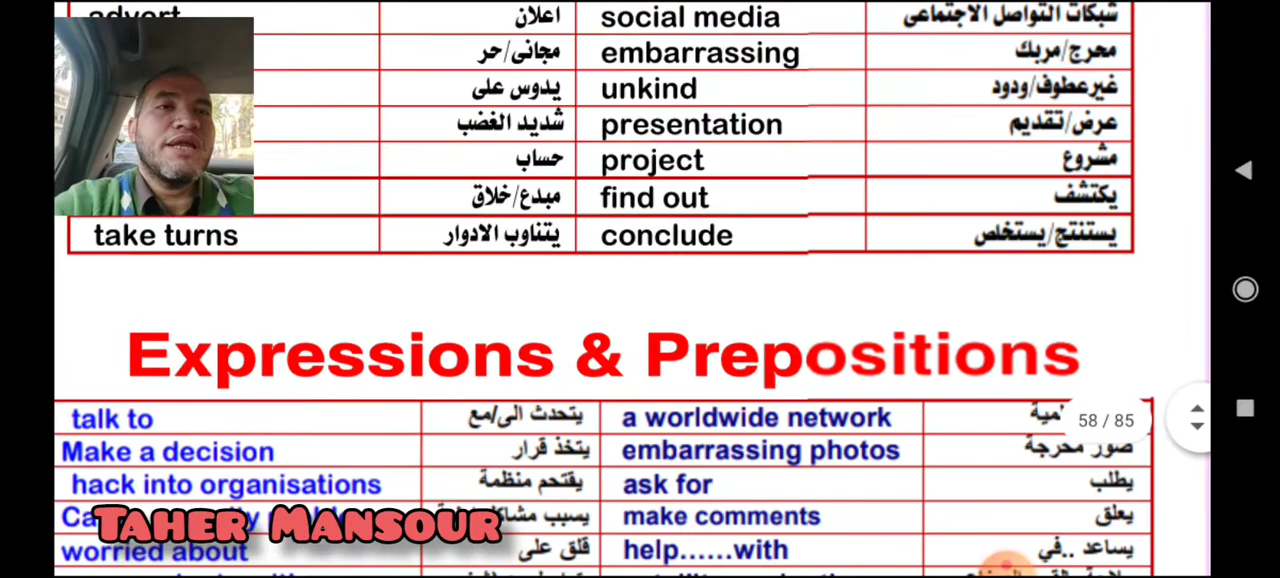 advert اعلان social media شبكات التواصل الاجتماعى
مجانى/حر embarrassing محرج/مربك
يدوس على unkind غيرعطوف/ودود
شديد الغضب presentation عرض/تقديم
حساب project مشروع
مبدع/خلاق find out يكتشف
take turns يتناوب الادوار conclude يستنتج/يستخلص
Expressions & Prepositions
talk to يتحدث الى/مع a worldwide network
58 / 85
Make a decision يتخذ قرار embarrassing photos صور محرجة
hack into organisations يقتحم منظمة ask for يطلب
يسبب make comments يعلق
TAHER MANSOUR
worried about قلق على help......with يساعد ..في